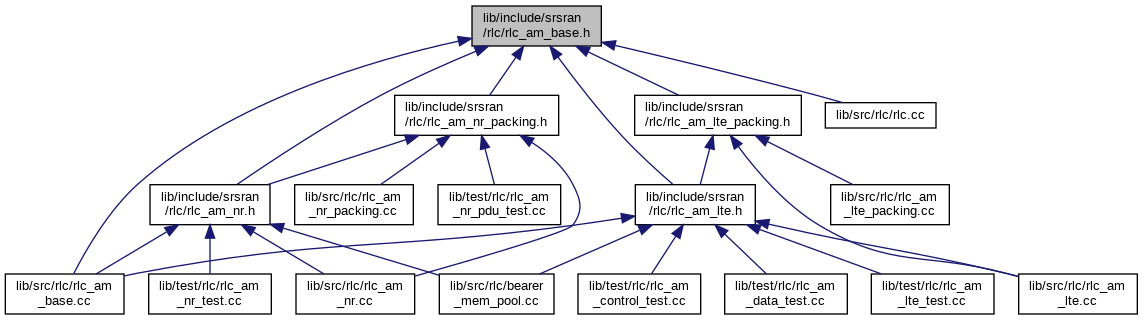 lib/include/srsran
/rlc/rlc_am_base.h
lib/include/srsran
/rlc/rlc_am_nr_packing.h
lib/include/srsran
/rlc/rlc_am_lte_packing.h
lib/src/rlc/rlc.cc
lib/include/srsran
/rlc/rlc_am_nr.h
lib/src/rlc/rlc_am
_nr_packing.cc
lib/test/rlc/rlc_am
_nr_pdu_test.cc
lib/include/srsran
/rlc/rlc_am_lte.h
lib/src/rlc/rlc_am
_lte_packing.cc
lib/src/rlc/rlc_am
_base.cc
lib/test/rlc/rlc_am
_nr_test.cc
lib/src/rlc/rlc_am
_nr.cc
lib/src/rlc/bearer
_mem_pool.cc
lib/test/rlc/rlc_am
_control_test.cc
lib/test/rlc/rlc_am
_data_test.cc
lib/test/rlc/rlc_am
_lte_test.cc
lib/src/rlc/rlc_am
_lte.cc